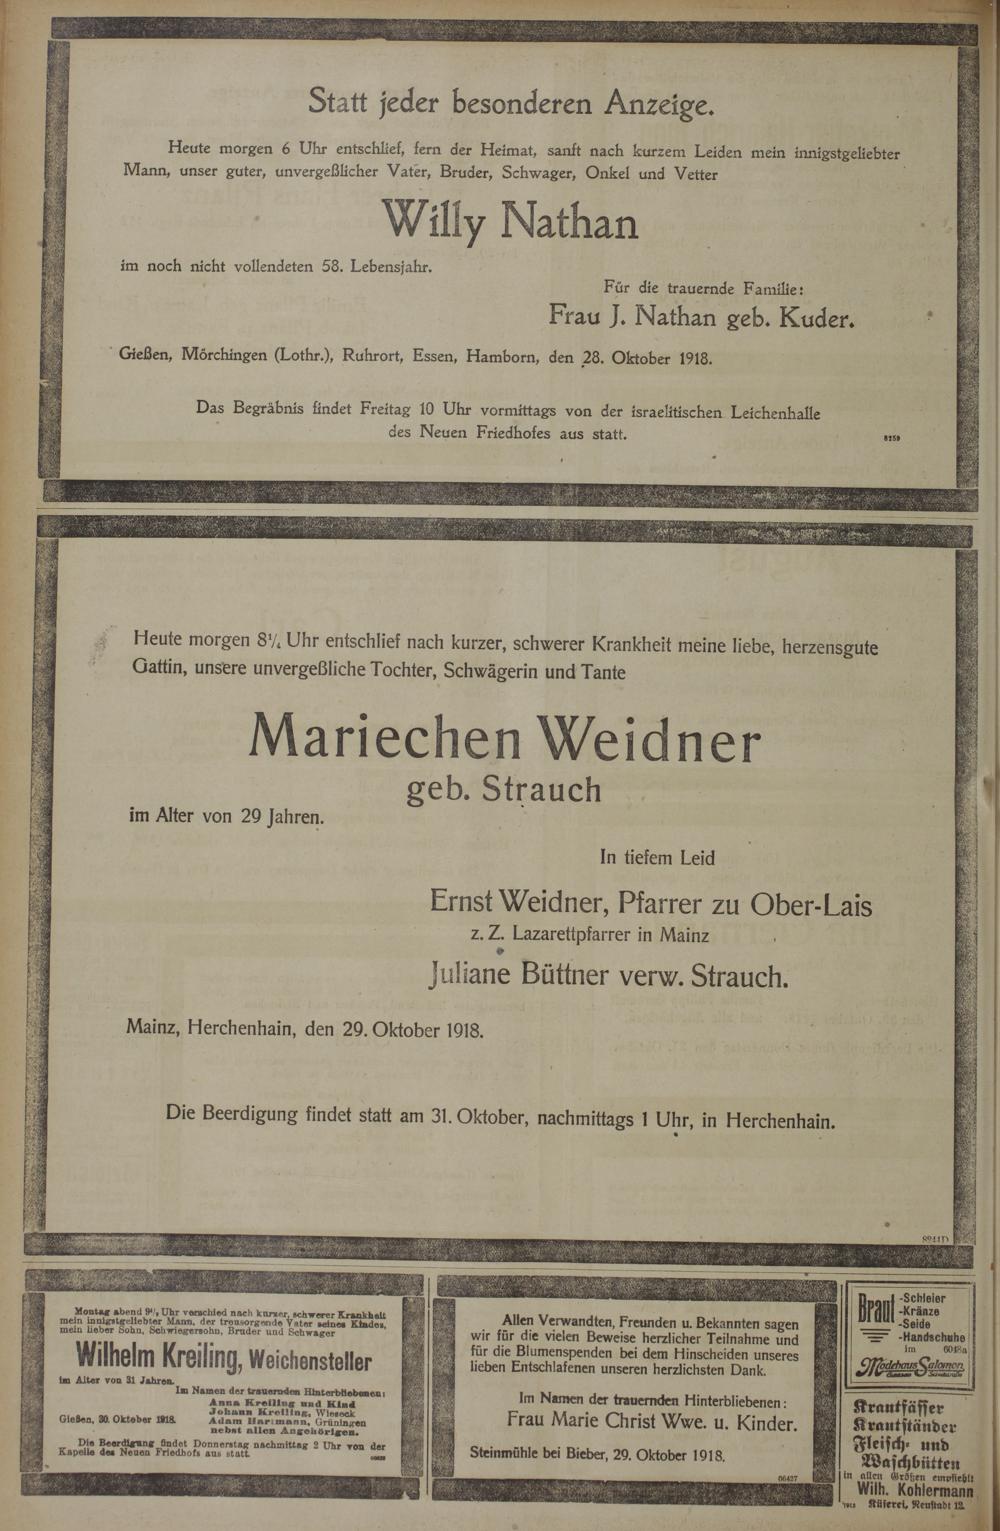 Statt jeder besonderen Anzeige.
Heute morgen 6 Uhr entschlief, fern der Heimat, sanft nach kurzem Leiden mein innigstgeliebter
Mann, unser guter, unvergeßlicher Vater, Bruder, Schwager, Onkel und Vetter
Willy Nathan
im noch nicht vollendeten 58. Lebensjahr.
Für die trauernde Familie:
Frau J. Nathan geb. Kuder.
Gießen, Mörchingen (Lothr.), Ruhrort, Essen, Hamborn, den 28. Oktober 1918.
Das Begräbnis findet Freitag 10 Uhr vormittags von der israelitischen Leichenhalle
des Neuen Friedhofes aus statt.
8259
Heute morgen 8¼ Uhr entschlief nach kurzer, schwerer Krankheit meine liebe, herzensgute
Gattin, unsere unvergeßliche Tochter, Schwägerin und Tante
Mariechen Weidner
geb. Strauch
im Alter von 29 Jahren.
In tiefem Leid
Ernst Weidner, Pfarrer zu Ober-Lais
z. Z. Lazarettpfarrer in Mainz
Juliane Büttner verw. Strauch.
Mainz, Herchenhain, den 29. Oktober 1918.
Die Beerdigung findet statt am 31. Oktober, nachmittags 1 Uhr, in Herchenhain.
Montag abend Uhr verschied nach kurzer, schwerer Krankheit
mein innigstgeliebter Mann, der treusorgende Vater seines Kindes,
mein lieber Sohn, Schwiegersohn, Bruder und Schwager
Wilhelm Kreiling, Weichensteller
im Alter von 31 Jahren.
Im Namen der trauernden Hinterbliebenen:
Anna Kreiling und Kind
Johann Kreiling, Wieseck
Adam Hartmann, Grüningen
nebst allen Angehörigen.
Gießen, 30. Oktober 1918.
Die Beerdigung findet Donnerstag nachmittag 2 Uhr von der
Kapelle des Neuen Friedhofs aus statt.
Allen Verwandten, Freunden u. Bekannten sagen
wir für die vielen Beweise herzlicher Teilnahme und
für die Blumenspenden bei dem Hinscheiden unseres
lieben Entschlafenen unseren herzlichsten Dank.
Im Namen der trauernden Hinterbliebenen:
Frau Marie Christ Wwe. u. Kinder.
Steinmühle bei Bieber, 29. Oktober 1918.
06427
Braut
-Schleier
-Kränze
-Seide
-Handschuhe
im 6018a
Modehaus Salomon
Krautfässer
Krautständer
Fleisch- und
Waschbütten
in allen Größen empfiehlt
Wilh. Kohlermann
Küferei, Neustadt 12.